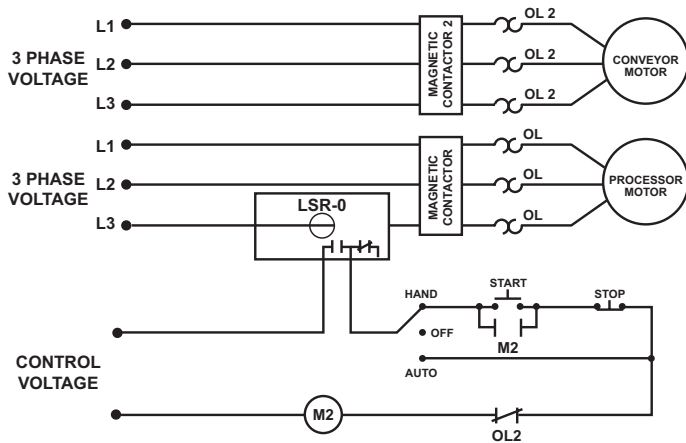 L1
OL 2
3 PHASE
VOLTAGE
L2
MAGNETIC
CONTACTOR 2
OL 2
CONVEYOR
MOTOR
L3
OL 2
L1
OL
3 PHASE
VOLTAGE
L2
MAGNETIC
CONTACTOR
OL
PROCESSOR
MOTOR
LSR-0
L3
OL
HAND
START
STOP
OFF
M2
AUTO
CONTROL
VOLTAGE
M2
OL2